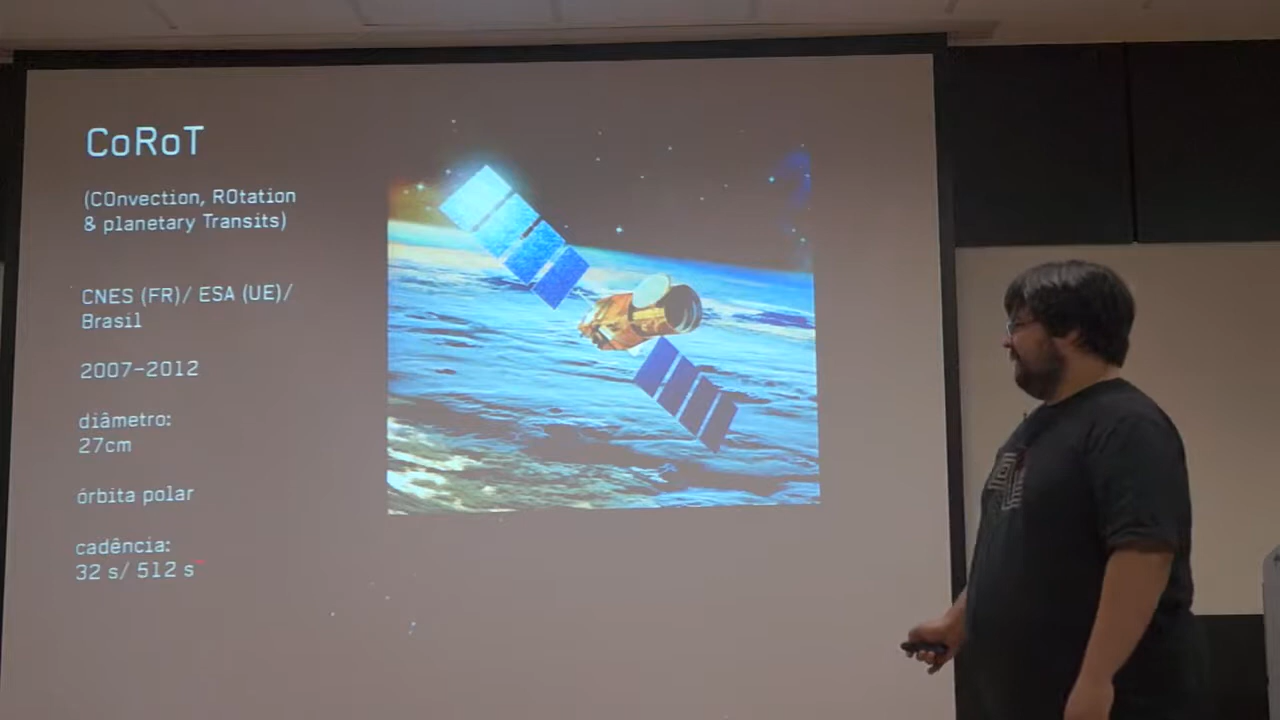 CoRoT
(COnvection, ROtation
& planetary Transits)
CNES (FR)/ ESA (UE)/
Brasil
2007-2012
diâmetro:
27cm
órbita polar
cadência:
32 s/ 512 s